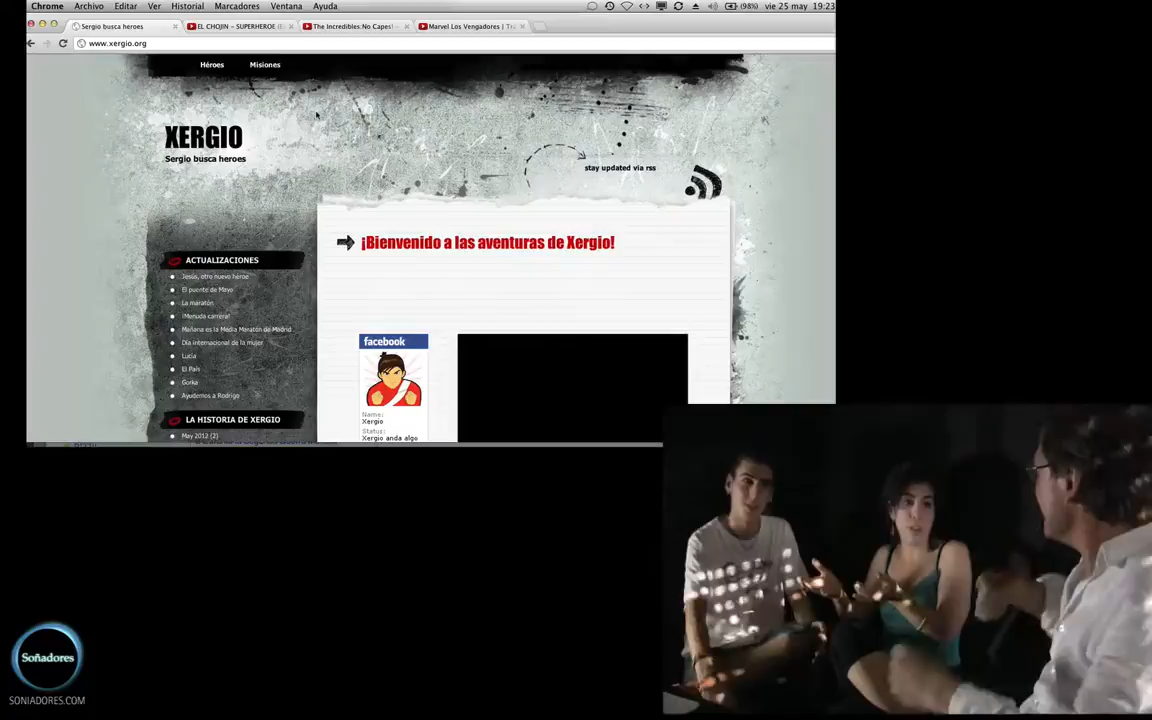 Chrome Archivo Editar Ver Historial Marcadores Ventana Ayuda (98%) vie 25 may 19:23
Sergio busca heroes EL CHOJIN – SUPERHEROE The Incredibles: No Capes! Marvel Los Vengadores
www.xergio.org
Héroes Misiones
XERGIO
Sergio busca heroes
stay updated via rss
¡Bienvenido a las aventuras de Xergio!
ACTUALIZACIONES
Jesús, otro nuevo héroe
El puente de Mayo
La maratón
¡Menuda carrera!
Mañana es la Media Maratón de Madrid
Día internacional de la mujer
Lucía
El País
Gorka
Ayudemos a Rodrigo
LA HISTORIA DE XERGIO
May 2012 (2)
facebook
Name:
Xergio
Status:
Xergio anda algo
Soñadores
SONIADORES.COM